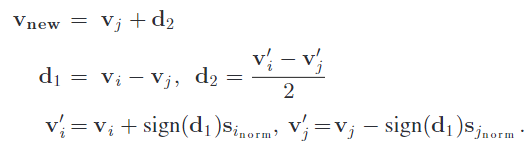 v_new = v_j + d_2
d_1 = v_i − v_j, d_2 = (v′_i − v′_j) / 2
v′_i = v_i + sign(d_1)s_{i_norm}, v′_j = v_j − sign(d_1)s_{j_norm}.